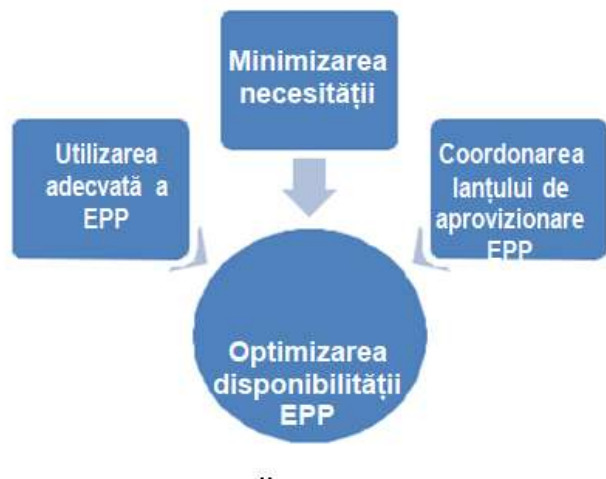 Minimizarea
necesității
Utilizarea
adecvată a
EPP
Coordonarea
lanțului de
aprovizionare
EPP
Optimizarea
disponibilității
EPP